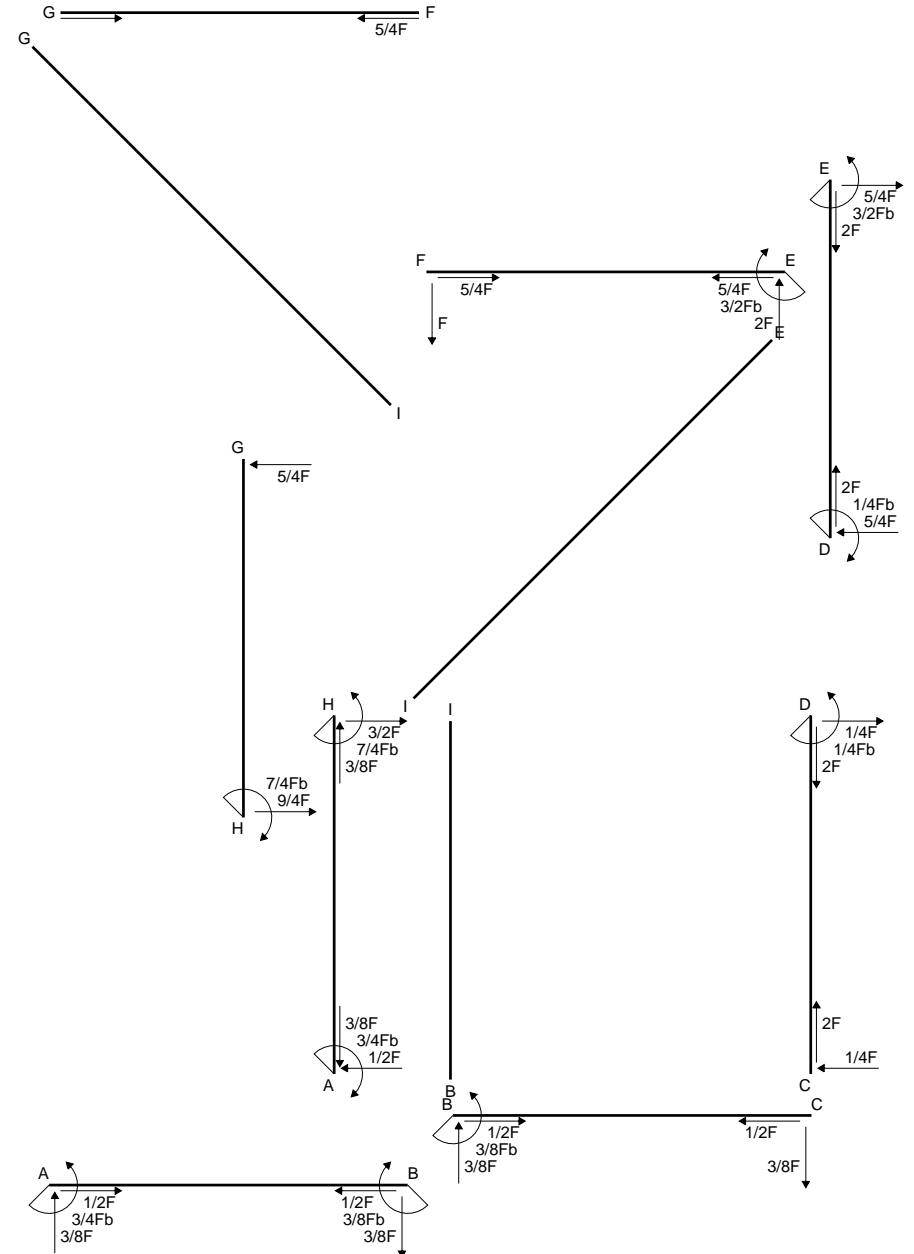 G F
5/4F
G
I
E
5/4F
3/2Fb
2F
F E
5/4F 5/4F
3/2Fb
F 2F
E
I
2F
1/4Fb
5/4F
D
G
5/4F
7/4Fb
9/4F
H
H
3/2F
7/4Fb
3/8F
3/8F
3/4Fb
1/2F
A
I
B
D
1/4F
1/4Fb
2F
2F
1/4F
C
B C
1/2F 1/2F
3/8Fb
3/8F 3/8F
A B
1/2F 1/2F
3/4Fb 3/8Fb
3/8F 3/8F